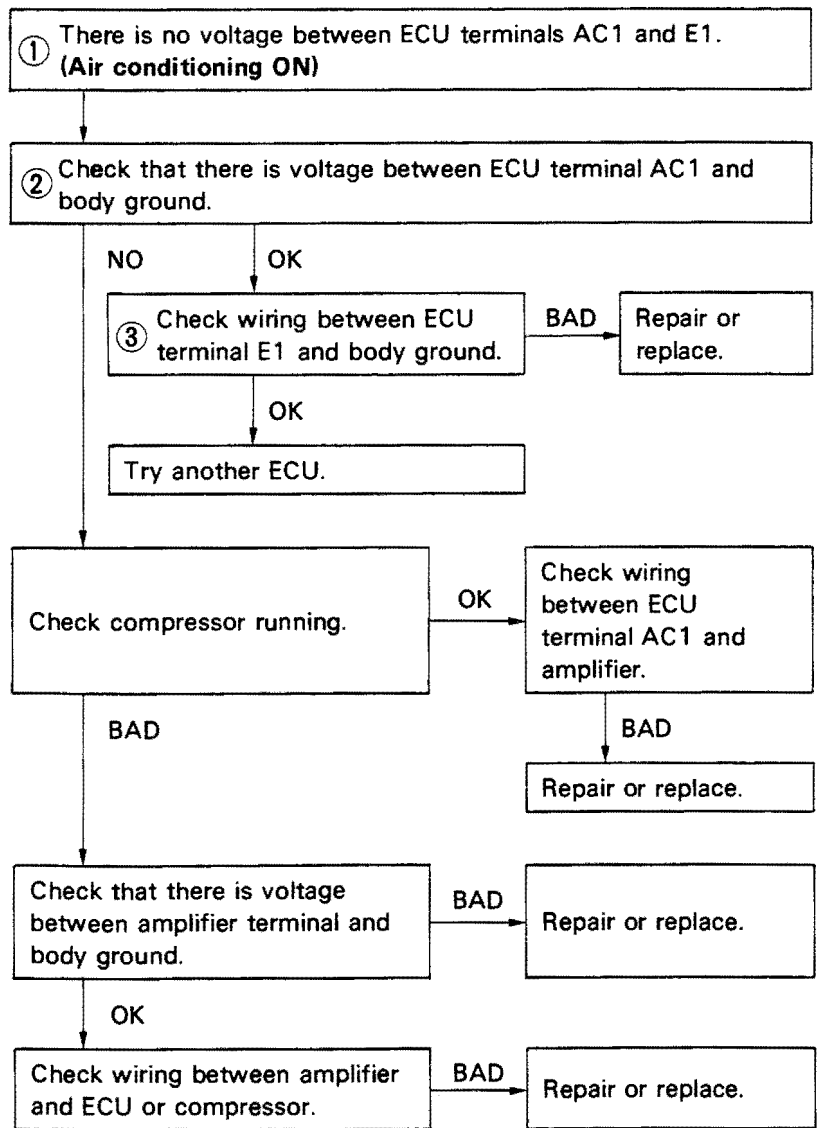 ① There is no voltage between ECU terminals AC1 and E1.
(Air conditioning ON)
② Check that there is voltage between ECU terminal AC1 and
body ground.
NO
OK
③ Check wiring between ECU
terminal E1 and body ground.
BAD
Repair or
replace.
OK
Try another ECU.
Check compressor running.
OK
Check wiring
between ECU
terminal AC1 and
amplifier.
BAD
BAD
Repair or replace.
Check that there is voltage
between amplifier terminal and
body ground.
BAD
Repair or replace.
OK
Check wiring between amplifier
and ECU or compressor.
BAD
Repair or replace.